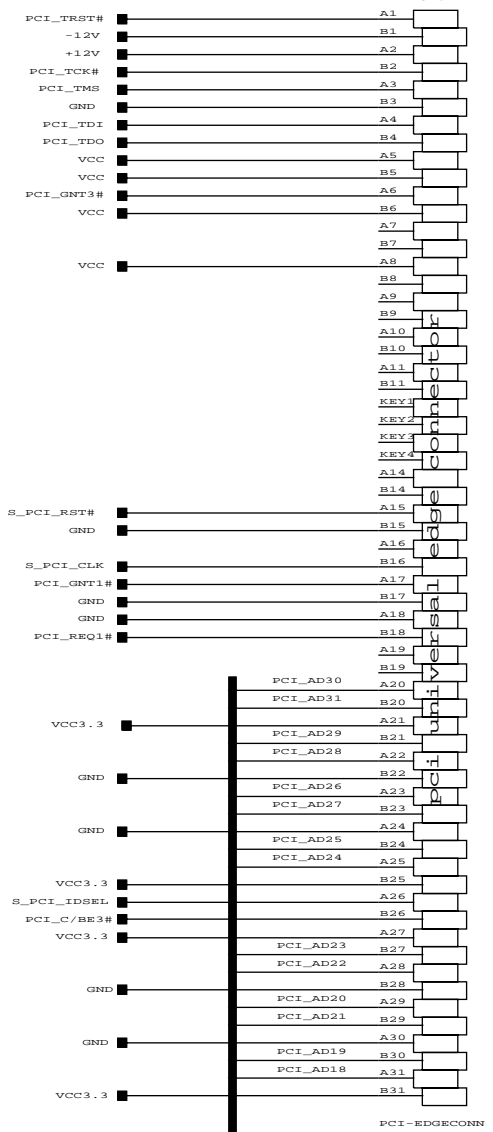 PCI_TRST# A1
-12V B1
+12V A2
PCI_TCK# B2
PCI_TMS A3
GND B3
PCI_TDI A4
PCI_TDO B4
VCC A5
VCC B5
PCI_GNT3# A6
VCC B6
A7
B7
VCC A8
B8
A9
B9
A10
B10
A11
B11
KEY1
KEY2
KEY3
KEY4
A14
B14
S_PCI_RST# A15
GND B15
A16
S_PCI_CLK B16
PCI_GNT1# A17
GND B17
GND A18
PCI_REQ1# B18
A19
B19
PCI_AD30 A20
PCI_AD31 B20
VCC3.3 A21
PCI_AD29 B21
PCI_AD28 A22
GND B22
PCI_AD26 A23
PCI_AD27 B23
GND A24
PCI_AD25 B24
PCI_AD24 A25
VCC3.3 B25
S_PCI_IDSEL A26
PCI_C/BE3# B26
VCC3.3 A27
PCI_AD23 B27
PCI_AD22 A28
GND B28
PCI_AD20 A29
PCI_AD21 B29
GND A30
PCI_AD19 B30
PCI_AD18 A31
VCC3.3 B31
pci universal edge connector
PCI-EDGECONN